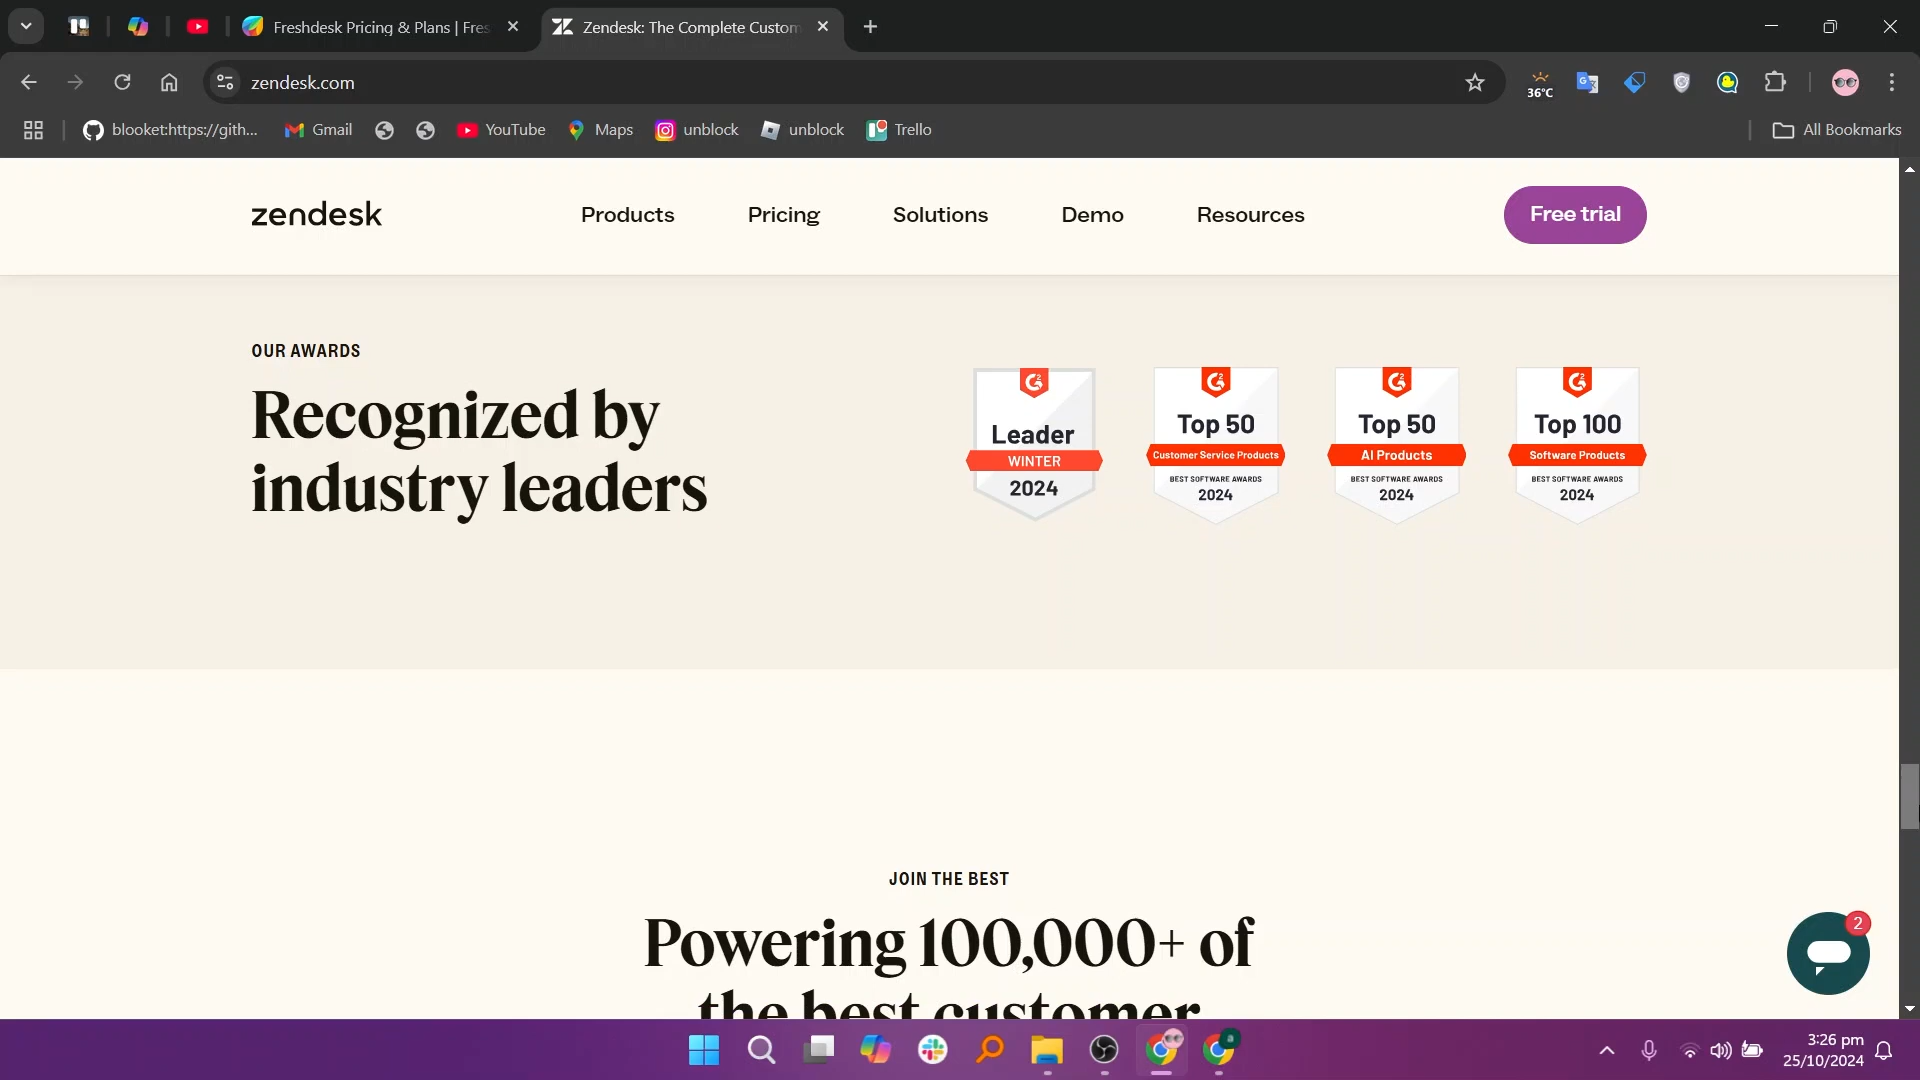 Freshdesk Pricing & Plans | Fres
Zendesk: The Complete Custom
zendesk.com
36°C
blooket:https://gith...
Gmail
YouTube
Maps
unblock
unblock
Trello
All Bookmarks
zendesk
Products
Pricing
Solutions
Demo
Resources
Free trial
OUR AWARDS
Recognized by
industry leaders
Leader
WINTER
2024
Top 50
Customer Service Products
BEST SOFTWARE AWARDS
2024
Top 50
AI Products
BEST SOFTWARE AWARDS
2024
Top 100
Software Products
BEST SOFTWARE AWARDS
2024
JOIN THE BEST
Powering 100,000+ of
the best customer
2
3:26 pm
25/10/2024